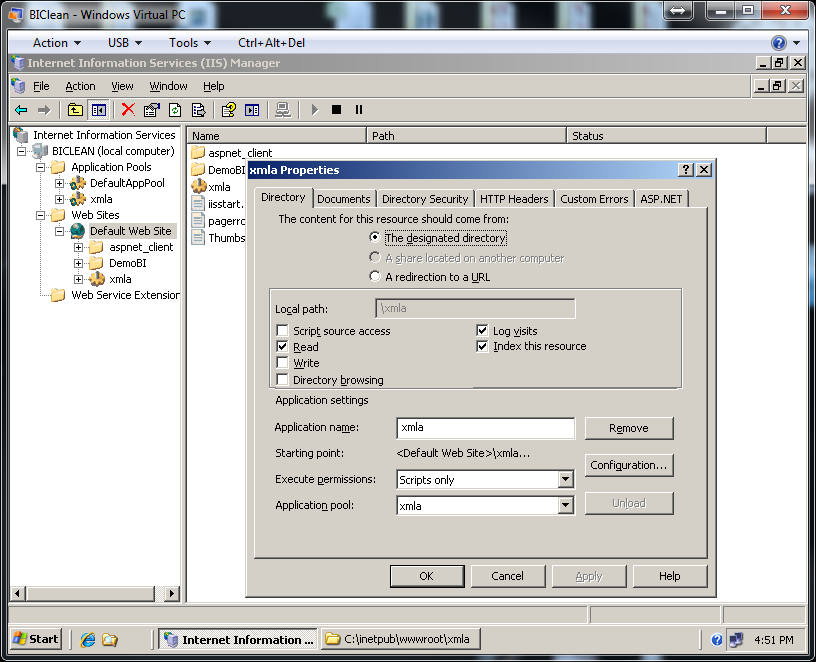 BIClean - Windows Virtual PC
Action USB Tools Ctrl+Alt+Del
Internet Information Services (IIS) Manager
File Action View Window Help
Internet Information Services
BICLEAN (local computer)
Application Pools
DefaultAppPool
xmla
Web Sites
Default Web Site
aspnet_client
DemoBI
xmla
Web Service Extension
Name Path Status
aspnet_client
DemoBI
xmla
iisstart.
pagerrc
Thumbs
xmla Properties
Directory Documents Directory Security HTTP Headers Custom Errors ASP.NET
The content for this resource should come from:
The designated directory
A share located on another computer
A redirection to a URL
Local path: \xmla
Script source access Log visits
Read Index this resource
Write
Directory browsing
Application settings
Application name: xmla Remove
Starting point: <Default Web Site>\xmla...
Configuration...
Execute permissions: Scripts only
Application pool: xmla Unload
OK Cancel Apply Help
Start Internet Information ... C:\inetpub\wwwroot\xmla 4:51 PM